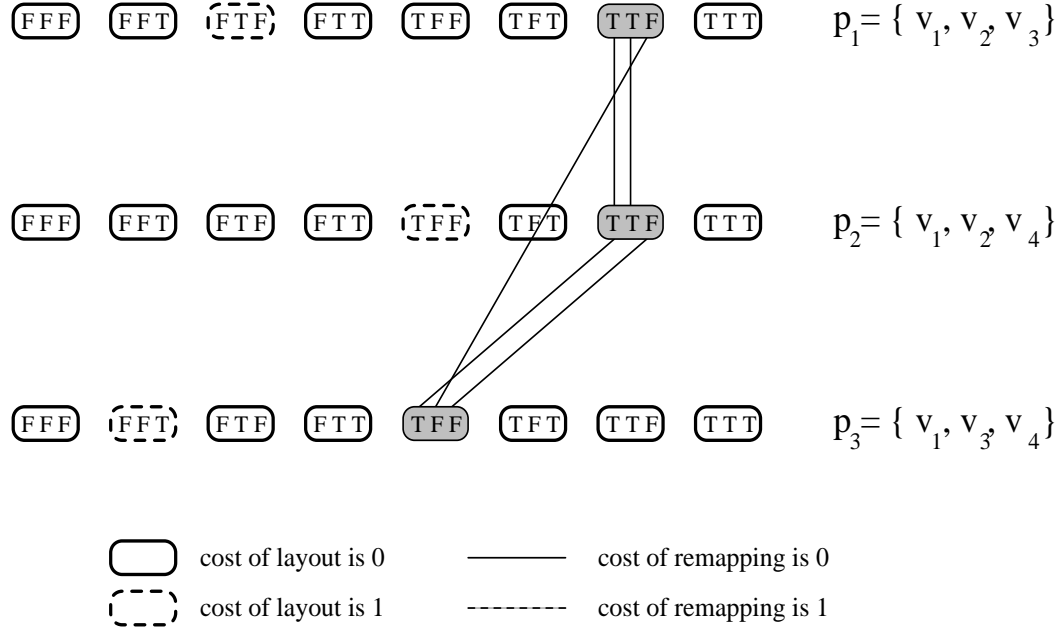 FFF FFT FTF FTT TFF TFT TTF TTT p1= { v1, v2, v3}
FFF FFT FTF FTT TFF TFT TTF TTT p2= { v1, v2, v4}
FFF FFT FTF FTT TFF TFT TTF TTT p3= { v1, v3, v4}
cost of layout is 0 cost of remapping is 0
cost of layout is 1 cost of remapping is 1